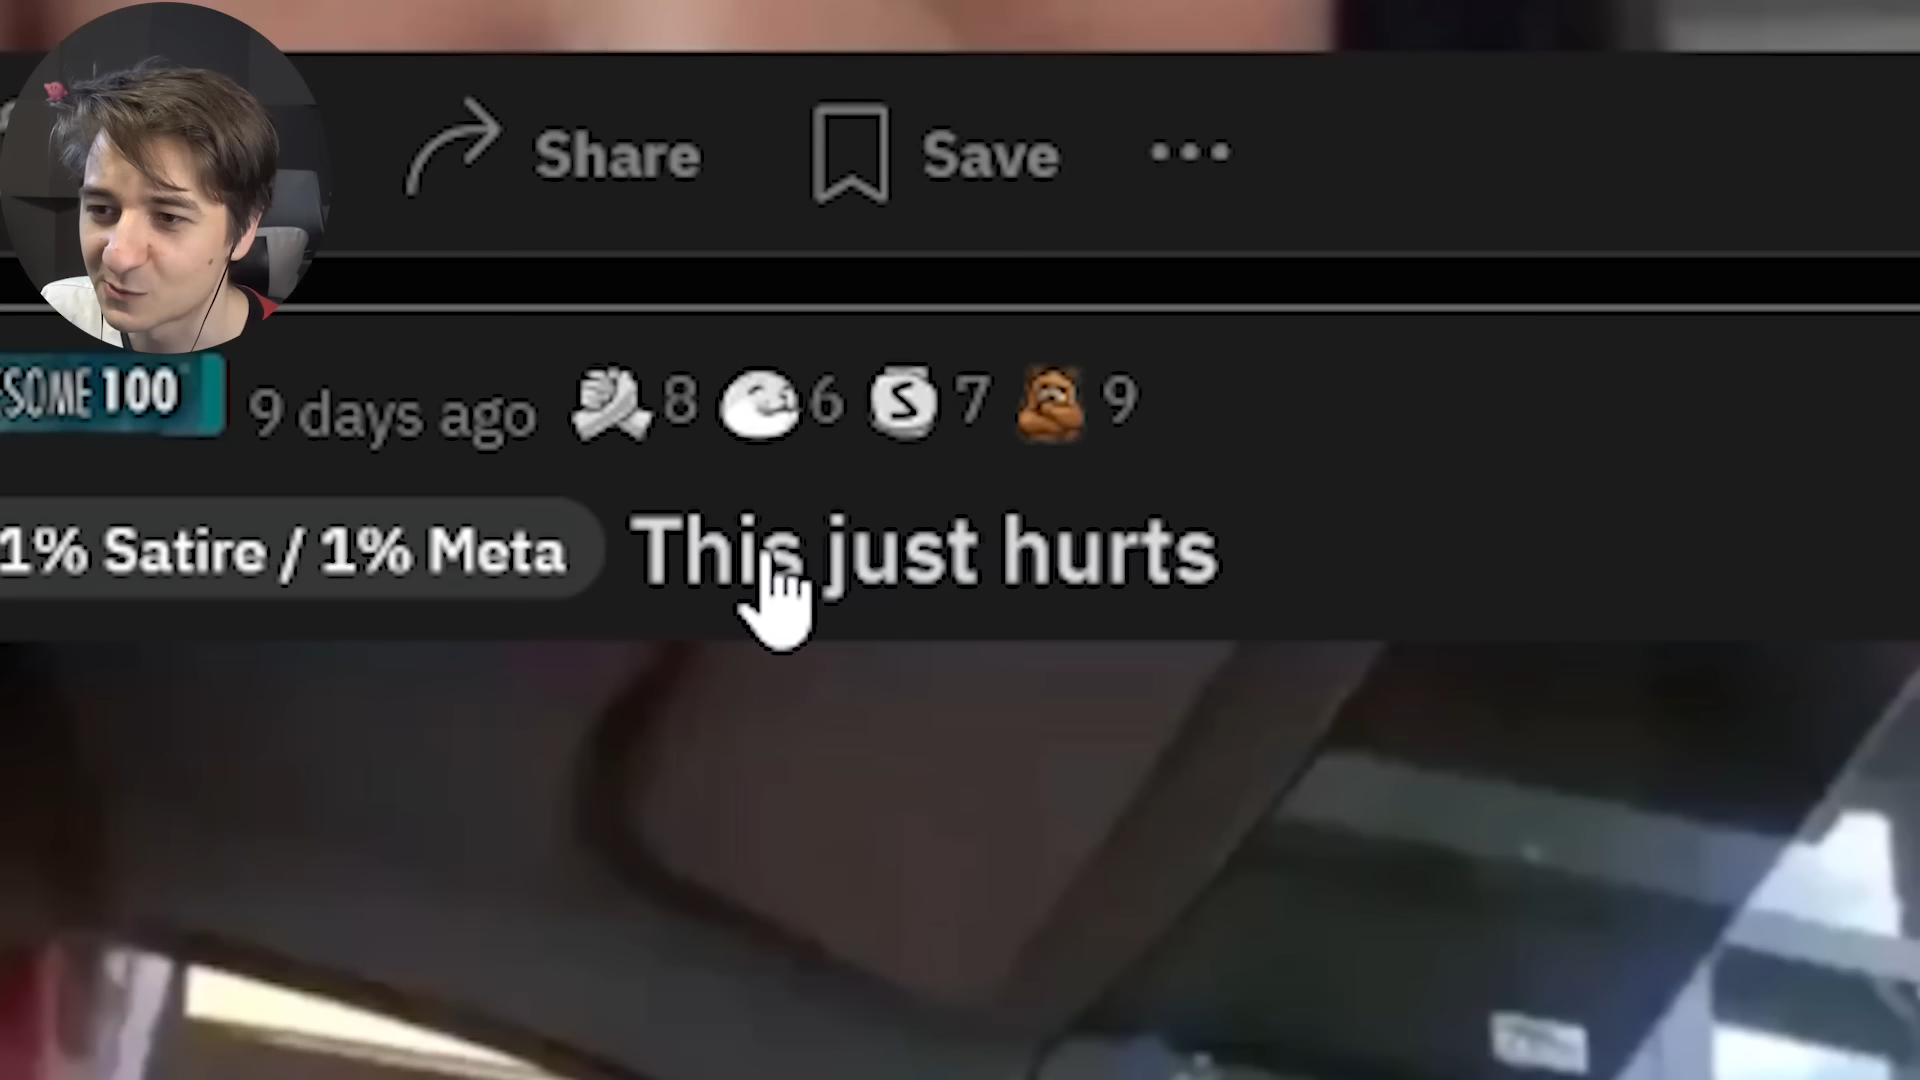 Share Save
SOME 100 9 days ago 8 6 S 7 9
1% Satire / 1% Meta This just hurts